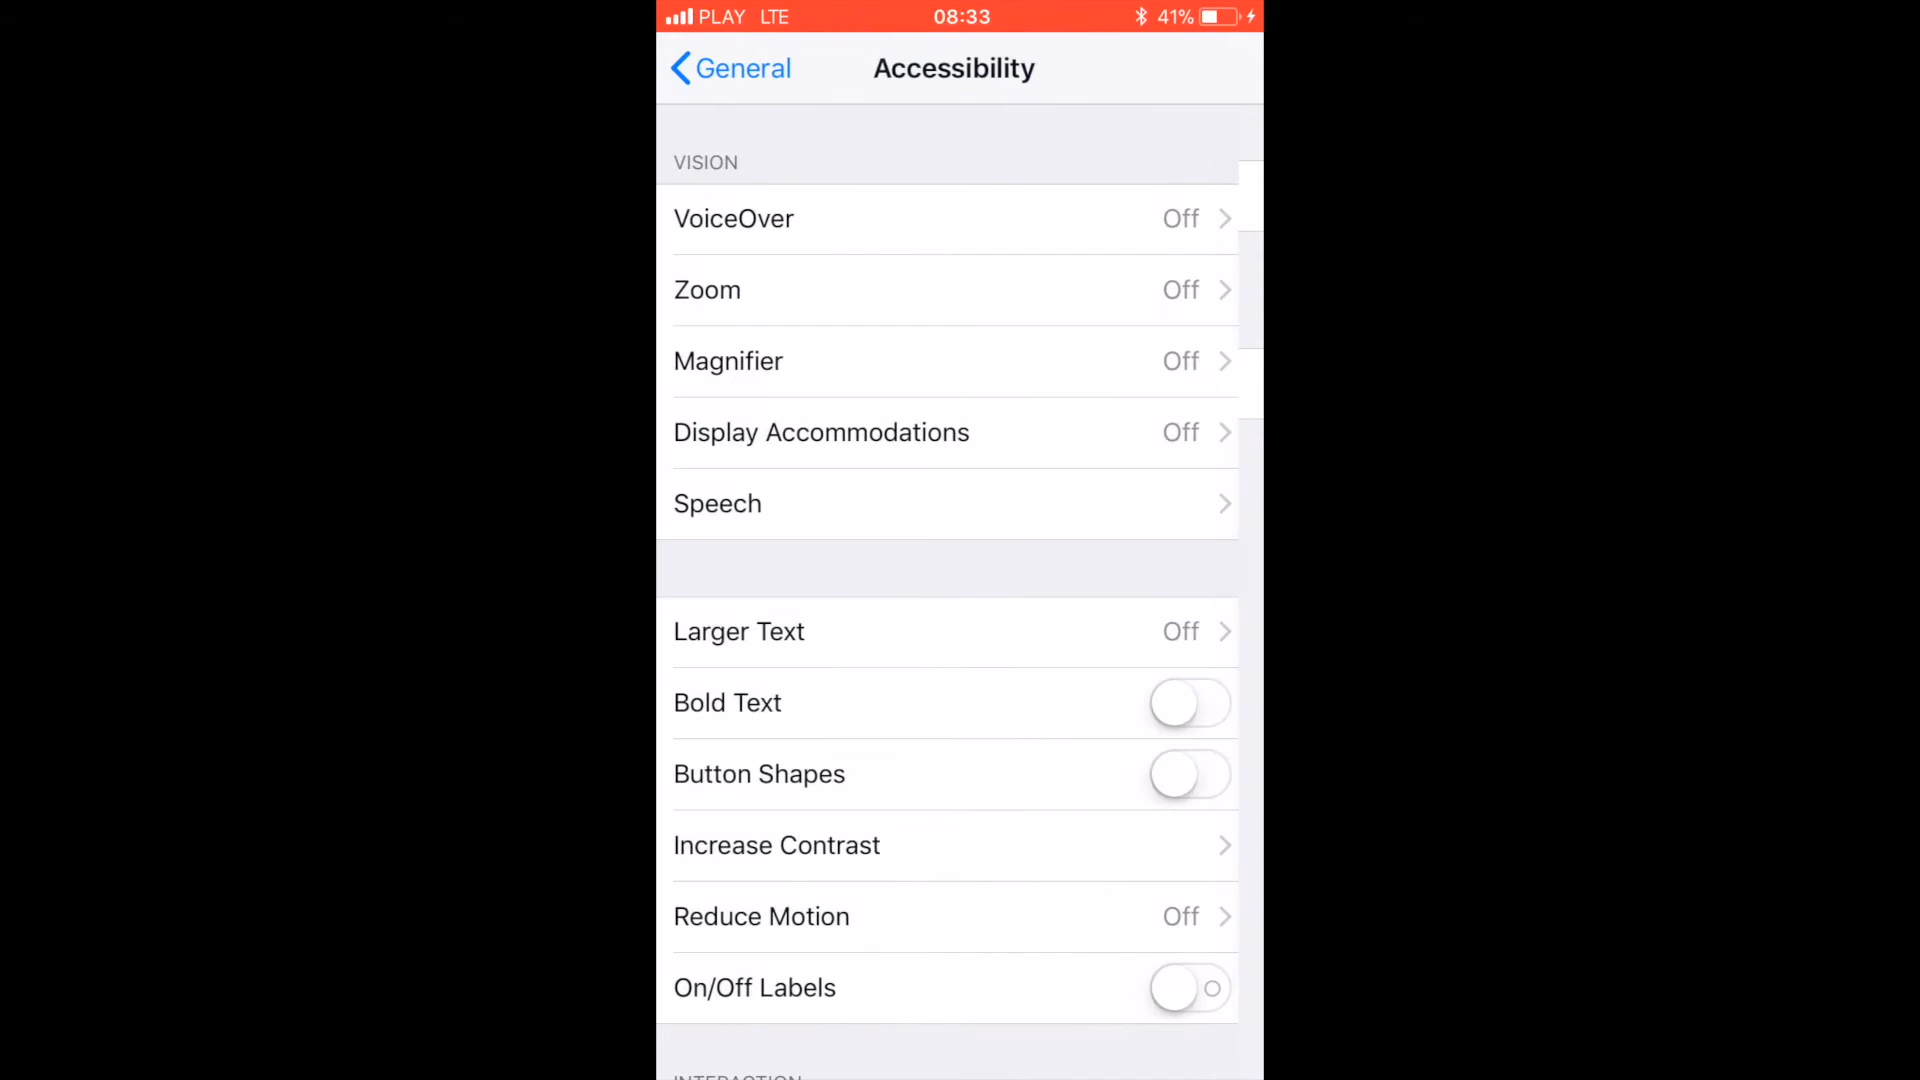 PLAY LTE 08:33 41%
General Accessibility
VISION
VoiceOver Off
Zoom Off
Magnifier Off
Display Accommodations Off
Speech
Larger Text Off
Bold Text
Button Shapes
Increase Contrast
Reduce Motion Off
On/Off Labels
INTERACTION